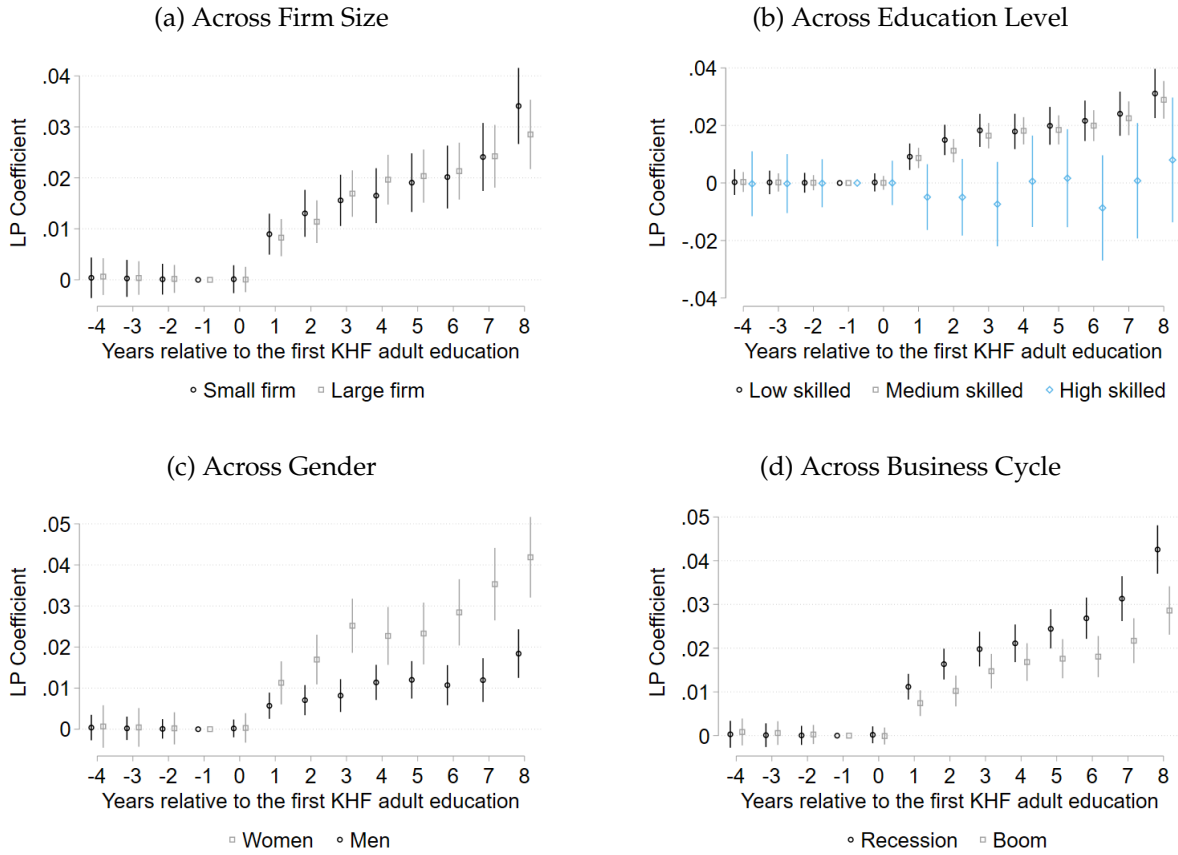 (a) Across Firm Size
LP Coefficient
.04
.03
.02
.01
0
-4 -3 -2 -1 0 1 2 3 4 5 6 7 8
Years relative to the first KHF adult education
Small firm Large firm
(b) Across Education Level
LP Coefficient
.04
.02
0
-.02
-.04
-4 -3 -2 -1 0 1 2 3 4 5 6 7 8
Years relative to the first KHF adult education
Low skilled Medium skilled High skilled
(c) Across Gender
LP Coefficient
.05
.04
.03
.02
.01
0
-4 -3 -2 -1 0 1 2 3 4 5 6 7 8
Years relative to the first KHF adult education
Women Men
(d) Across Business Cycle
LP Coefficient
.05
.04
.03
.02
.01
0
-4 -3 -2 -1 0 1 2 3 4 5 6 7 8
Years relative to the first KHF adult education
Recession Boom